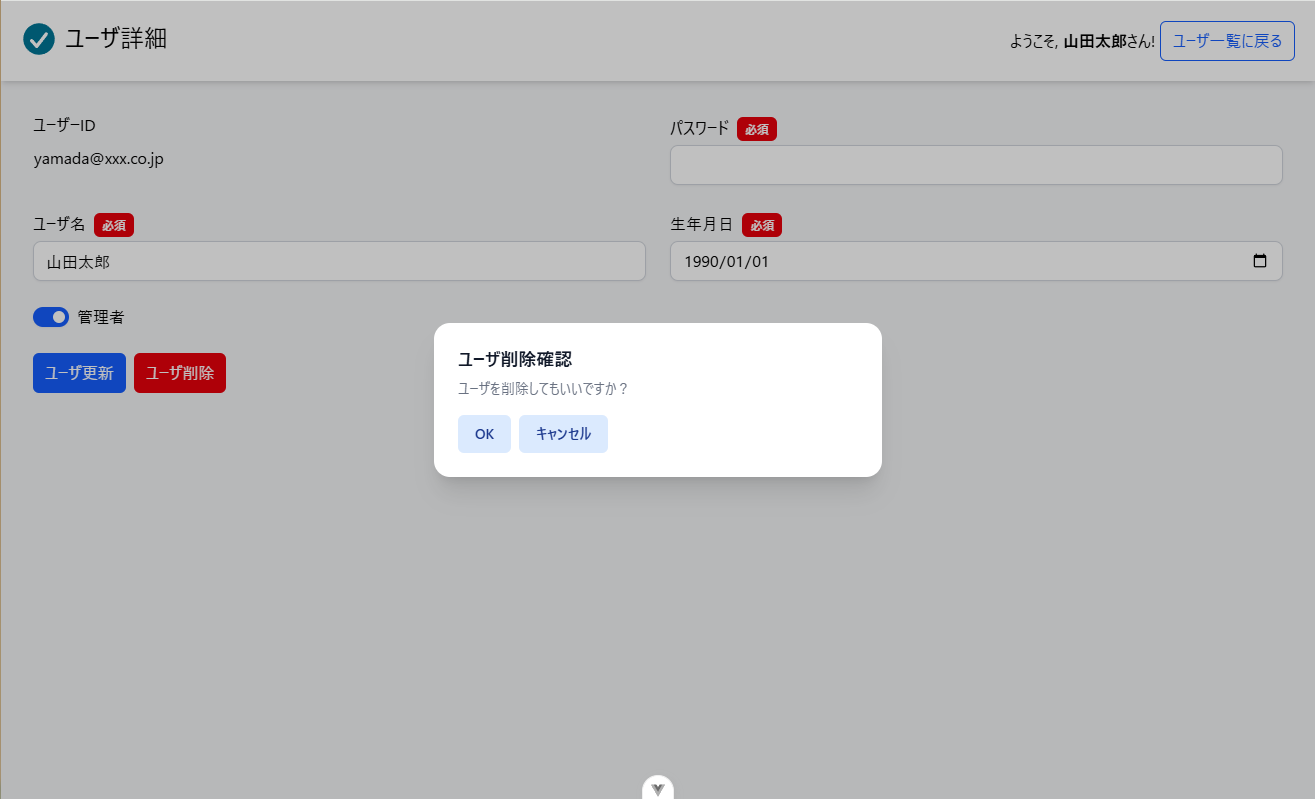 ユーザ詳細
ようこそ, 山田太郎さん!
ユーザ一覧に戻る
ユーザーID
yamada@xxx.co.jp
パスワード 必須
ユーザ名 必須
山田太郎
生年月日 必須
1990/01/01
管理者
ユーザ更新
ユーザ削除
ユーザ削除確認
ユーザを削除してもいいですか？
OK
キャンセル